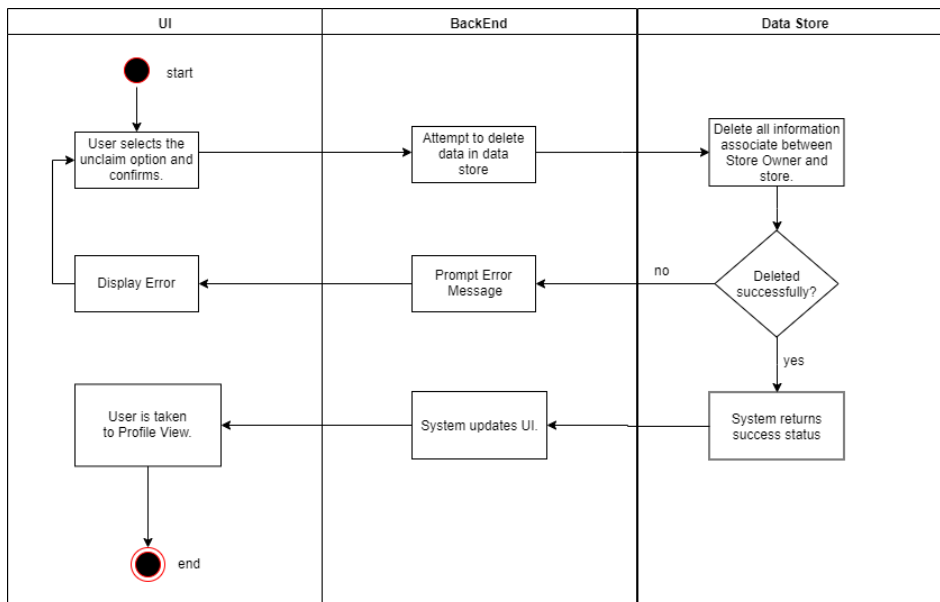 UI
BackEnd
Data Store
start
User selects the
unclaim option and
confirms.
Attempt to delete
data in data
store
Delete all information
associate between
Store Owner and
store.
Display Error
Prompt Error
Message
no
Deleted
successfully?
yes
User is taken
to Profile View.
System updates UI.
System returns
success status
end